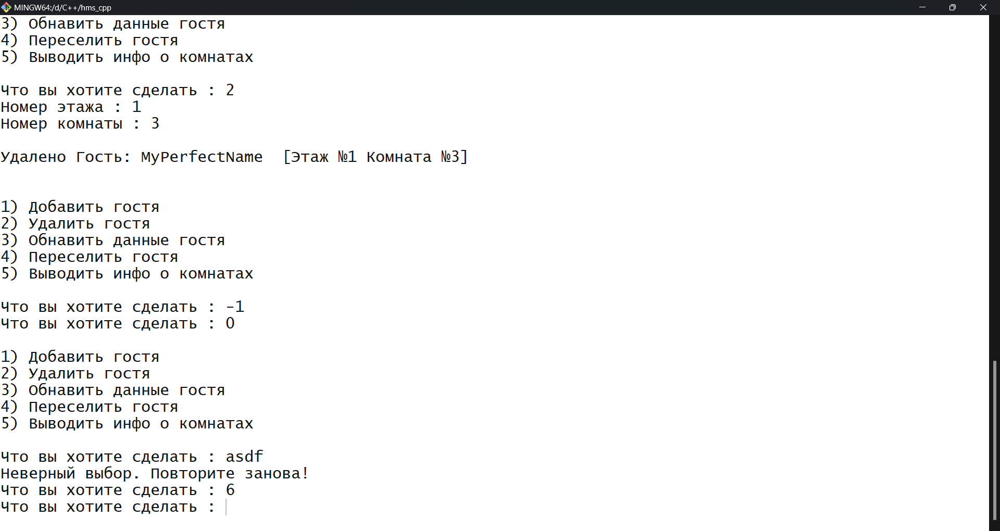 MINGW64:/d/C++/hms_cpp
3) Обнавить данные гостя
4) Переселить гостя
5) Выводить инфо о комнатах
Что вы хотите сделать : 2
Номер этажа : 1
Номер комнаты : 3
Удалено Гость: MyPerfectName  [Этаж №1 Комната №3]
1) Добавить гостя
2) Удалить гостя
3) Обнавить данные гостя
4) Переселить гостя
5) Выводить инфо о комнатах
Что вы хотите сделать : -1
Что вы хотите сделать : 0
1) Добавить гостя
2) Удалить гостя
3) Обнавить данные гостя
4) Переселить гостя
5) Выводить инфо о комнатах
Что вы хотите сделать : asdf
Неверный выбор. Повторите занова!
Что вы хотите сделать : 6
Что вы хотите сделать :